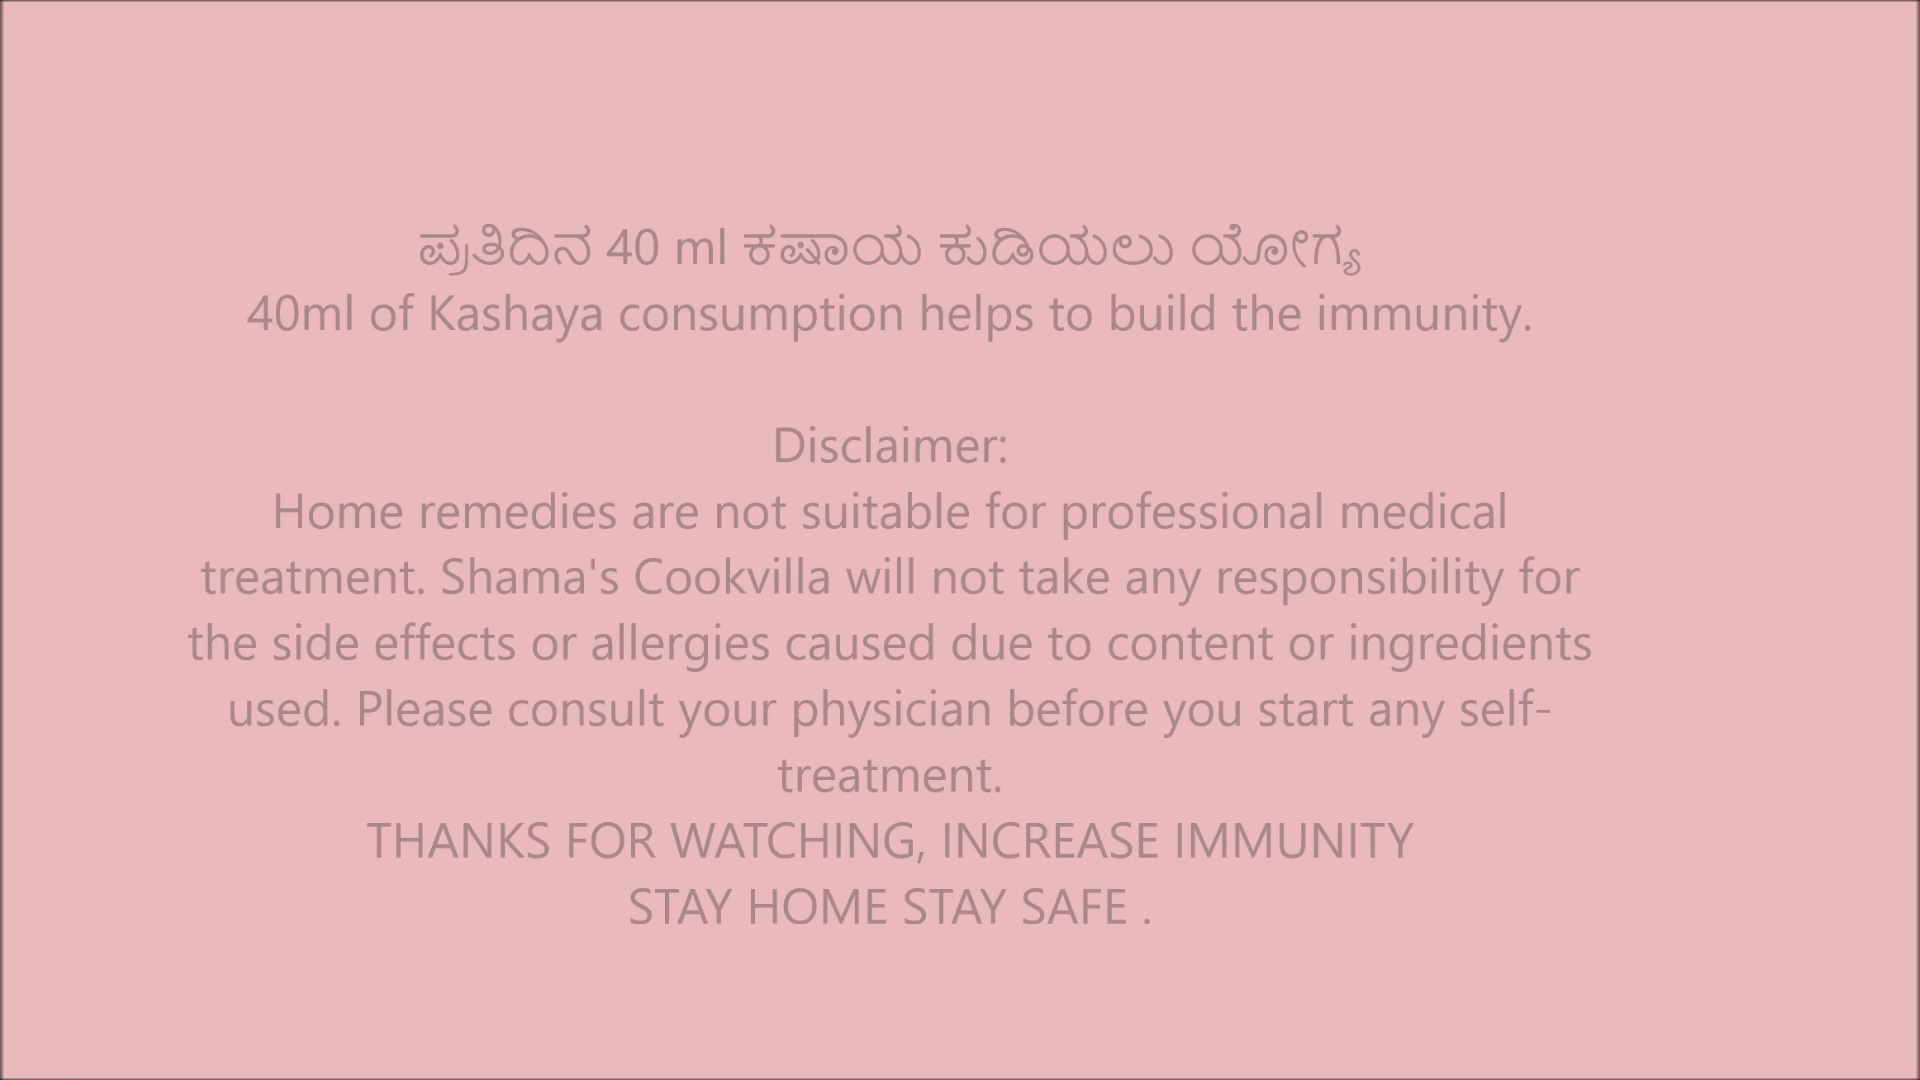 ಪ್ರತಿದಿನ 40 ml ಕಷಾಯ ಕುಡಿಯಲು ಯೋಗ್ಯ
40ml of Kashaya consumption helps to build the immunity.
Disclaimer:
Home remedies are not suitable for professional medical
treatment. Shama's Cookvilla will not take any responsibility for
the side effects or allergies caused due to content or ingredients
used. Please consult your physician before you start any self-
treatment.
THANKS FOR WATCHING, INCREASE IMMUNITY
STAY HOME STAY SAFE .